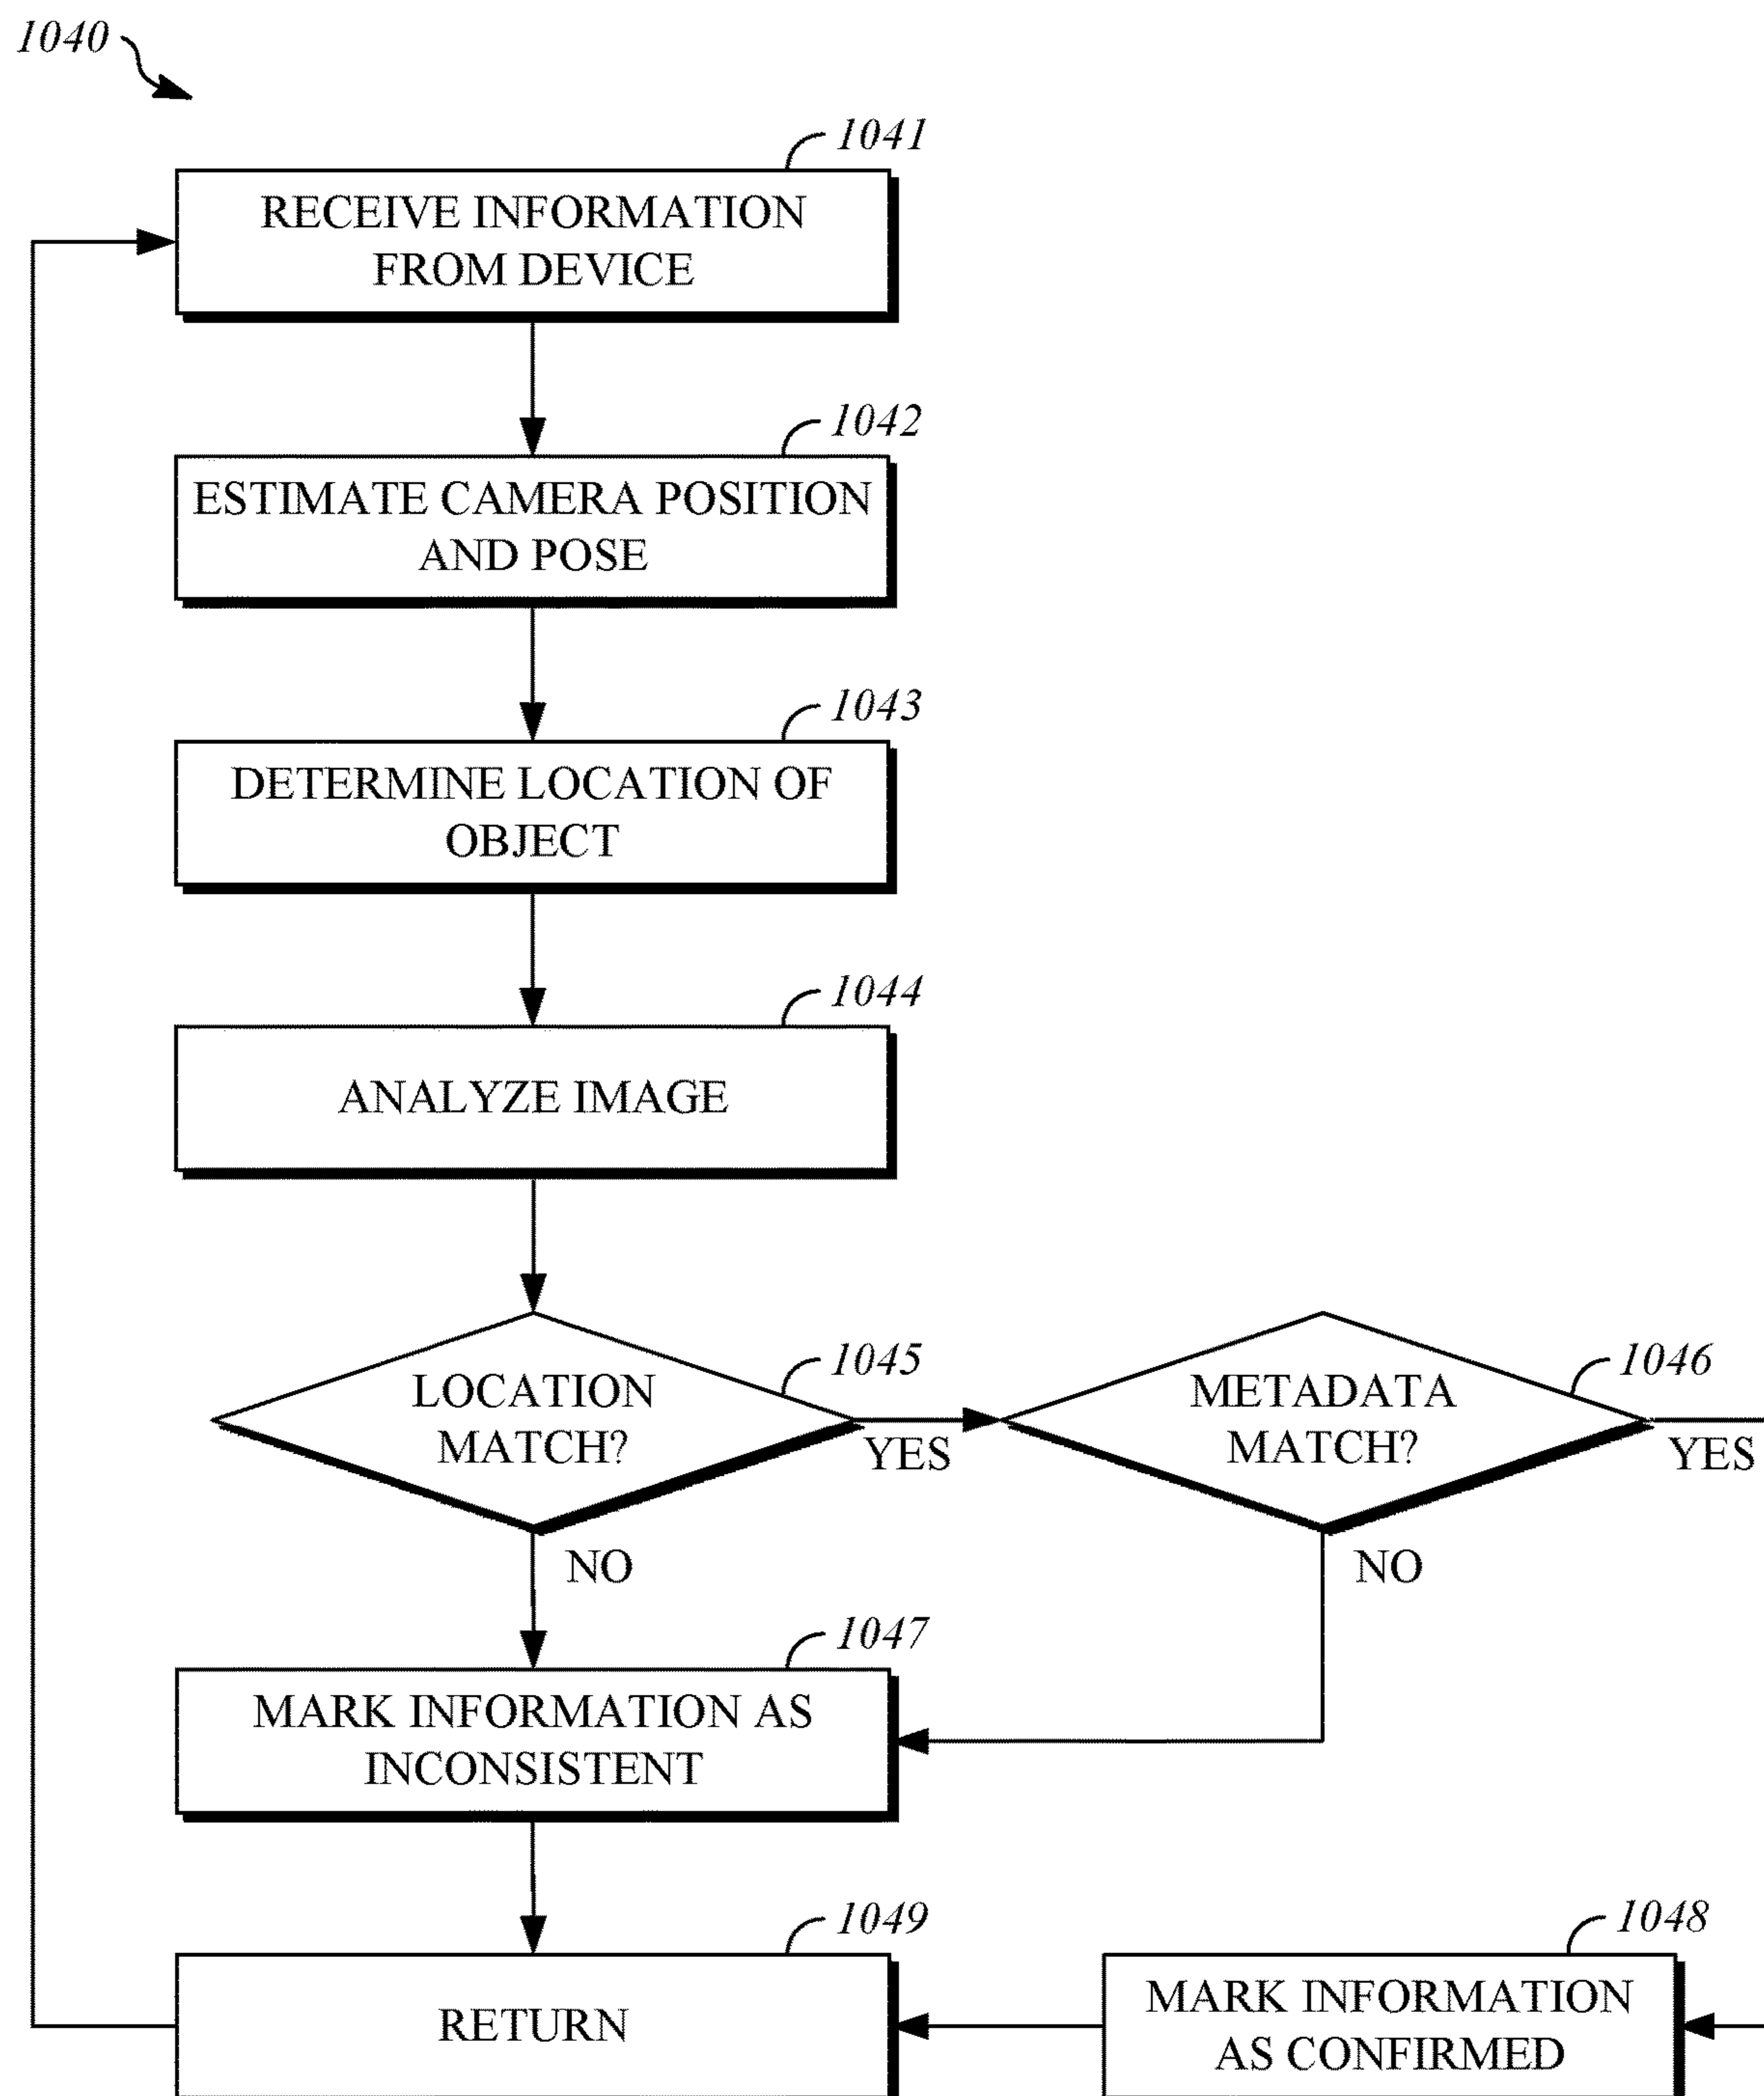 1040
1041
RECEIVE INFORMATION
FROM DEVICE
1042
ESTIMATE CAMERA POSITION
AND POSE
1043
DETERMINE LOCATION OF
OBJECT
1044
ANALYZE IMAGE
1045
LOCATION
MATCH?
YES
NO
1046
METADATA
MATCH?
YES
NO
1047
MARK INFORMATION AS
INCONSISTENT
1049
RETURN
1048
MARK INFORMATION
AS CONFIRMED